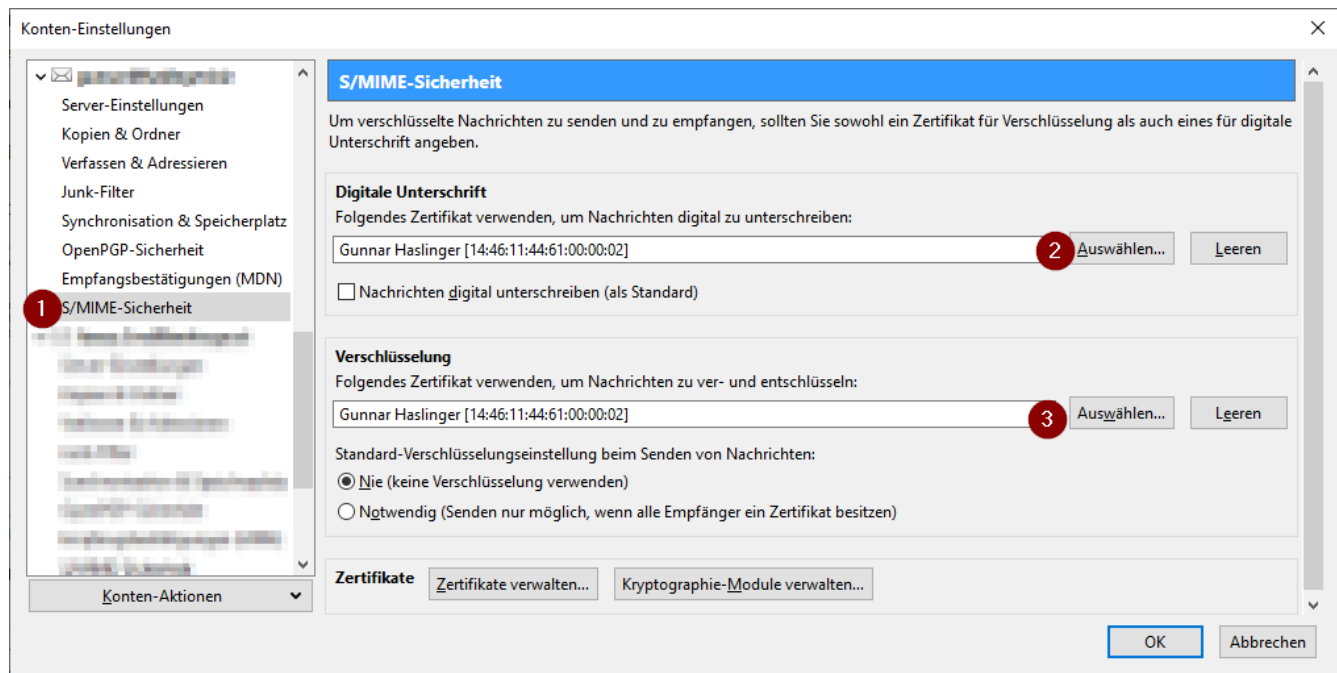 Konten-Einstellungen
Server-Einstellungen
Kopien & Ordner
Verfassen & Adressieren
Junk-Filter
Synchronisation & Speicherplatz
OpenPGP-Sicherheit
Empfangsbestätigungen (MDN)
1 S/MIME-Sicherheit
Konten-Aktionen
S/MIME-Sicherheit
Um verschlüsselte Nachrichten zu senden und zu empfangen, sollten Sie sowohl ein Zertifikat für Verschlüsselung als auch eines für digitale
Unterschrift angeben.
Digitale Unterschrift
Folgendes Zertifikat verwenden, um Nachrichten digital zu unterschreiben:
Gunnar Haslinger [14:46:11:44:61:00:00:02] 2 Auswählen... Leeren
Nachrichten digital unterschreiben (als Standard)
Verschlüsselung
Folgendes Zertifikat verwenden, um Nachrichten zu ver- und entschlüsseln:
Gunnar Haslinger [14:46:11:44:61:00:00:02] 3 Auswählen... Leeren
Standard-Verschlüsselungseinstellung beim Senden von Nachrichten:
Nie (keine Verschlüsselung verwenden)
Notwendig (Senden nur möglich, wenn alle Empfänger ein Zertifikat besitzen)
Zertifikate Zertifikate verwalten... Kryptographie-Module verwalten...
OK Abbrechen